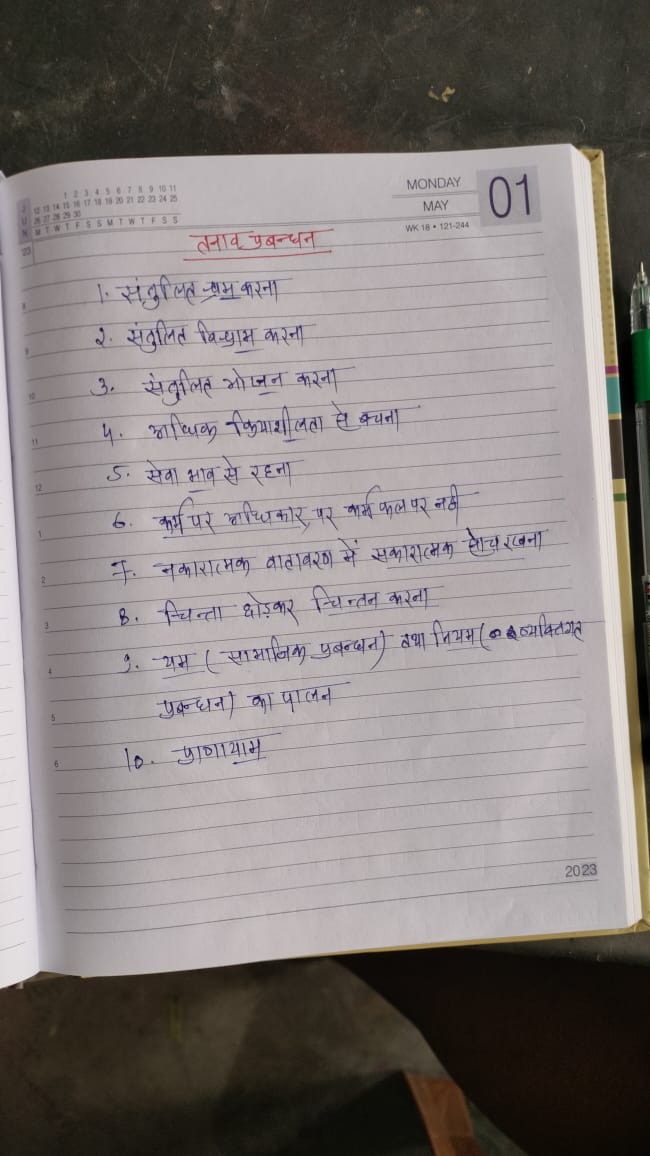 1 2 3 4 5 6 7 8 9 10 11
12 13 14 15 16 17 18 19 20 21 22 23 24 25
26 27 28 29 30
M T W T F S S M T W T F S S
MONDAY
MAY
WK 18 • 121-244
01
तनाव प्रबन्धन
1. संतुलित श्रम करना
2. संतुलित विश्राम करना
3. संतुलित भोजन करना
4. अधिक क्रियाशीलता से बचना
5. सेवा भाव से रहना
6. कर्म पर अधिकार, पर कर्म फल पर नही
7. नकारात्मक वातावरण में सकारात्मक सोच रखना
8. चिन्ता छोड़कर चिन्तन करना
9. यम (सामाजिक प्रबन्धन) तथा नियम (व्यक्तिगत
प्रबन्धन) का पालन
10. प्राणायाम
2023